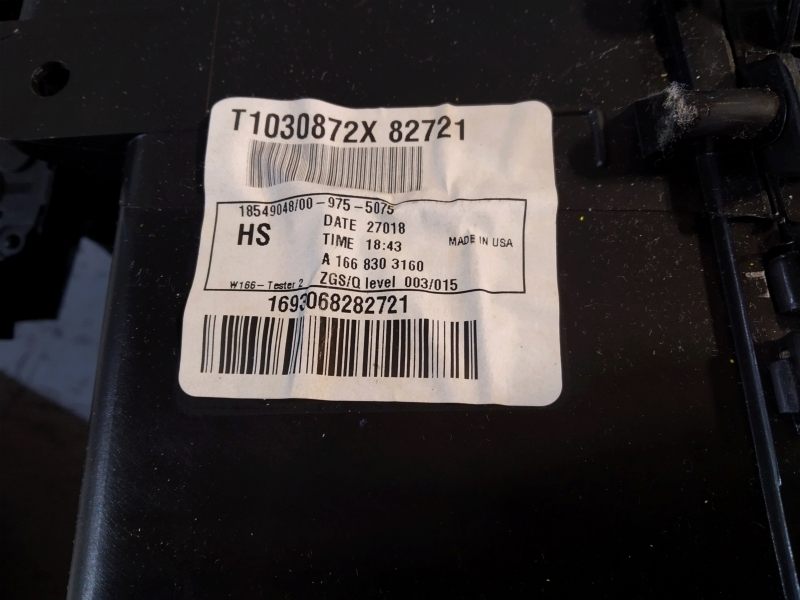 T1030872X 82721
18549048/00-975-5075
HS
DATE 27018
TIME 18:43
MADE IN USA
A 166 830 3160
W166-Tester 2
ZGS/Q level 003/015
1693068282721